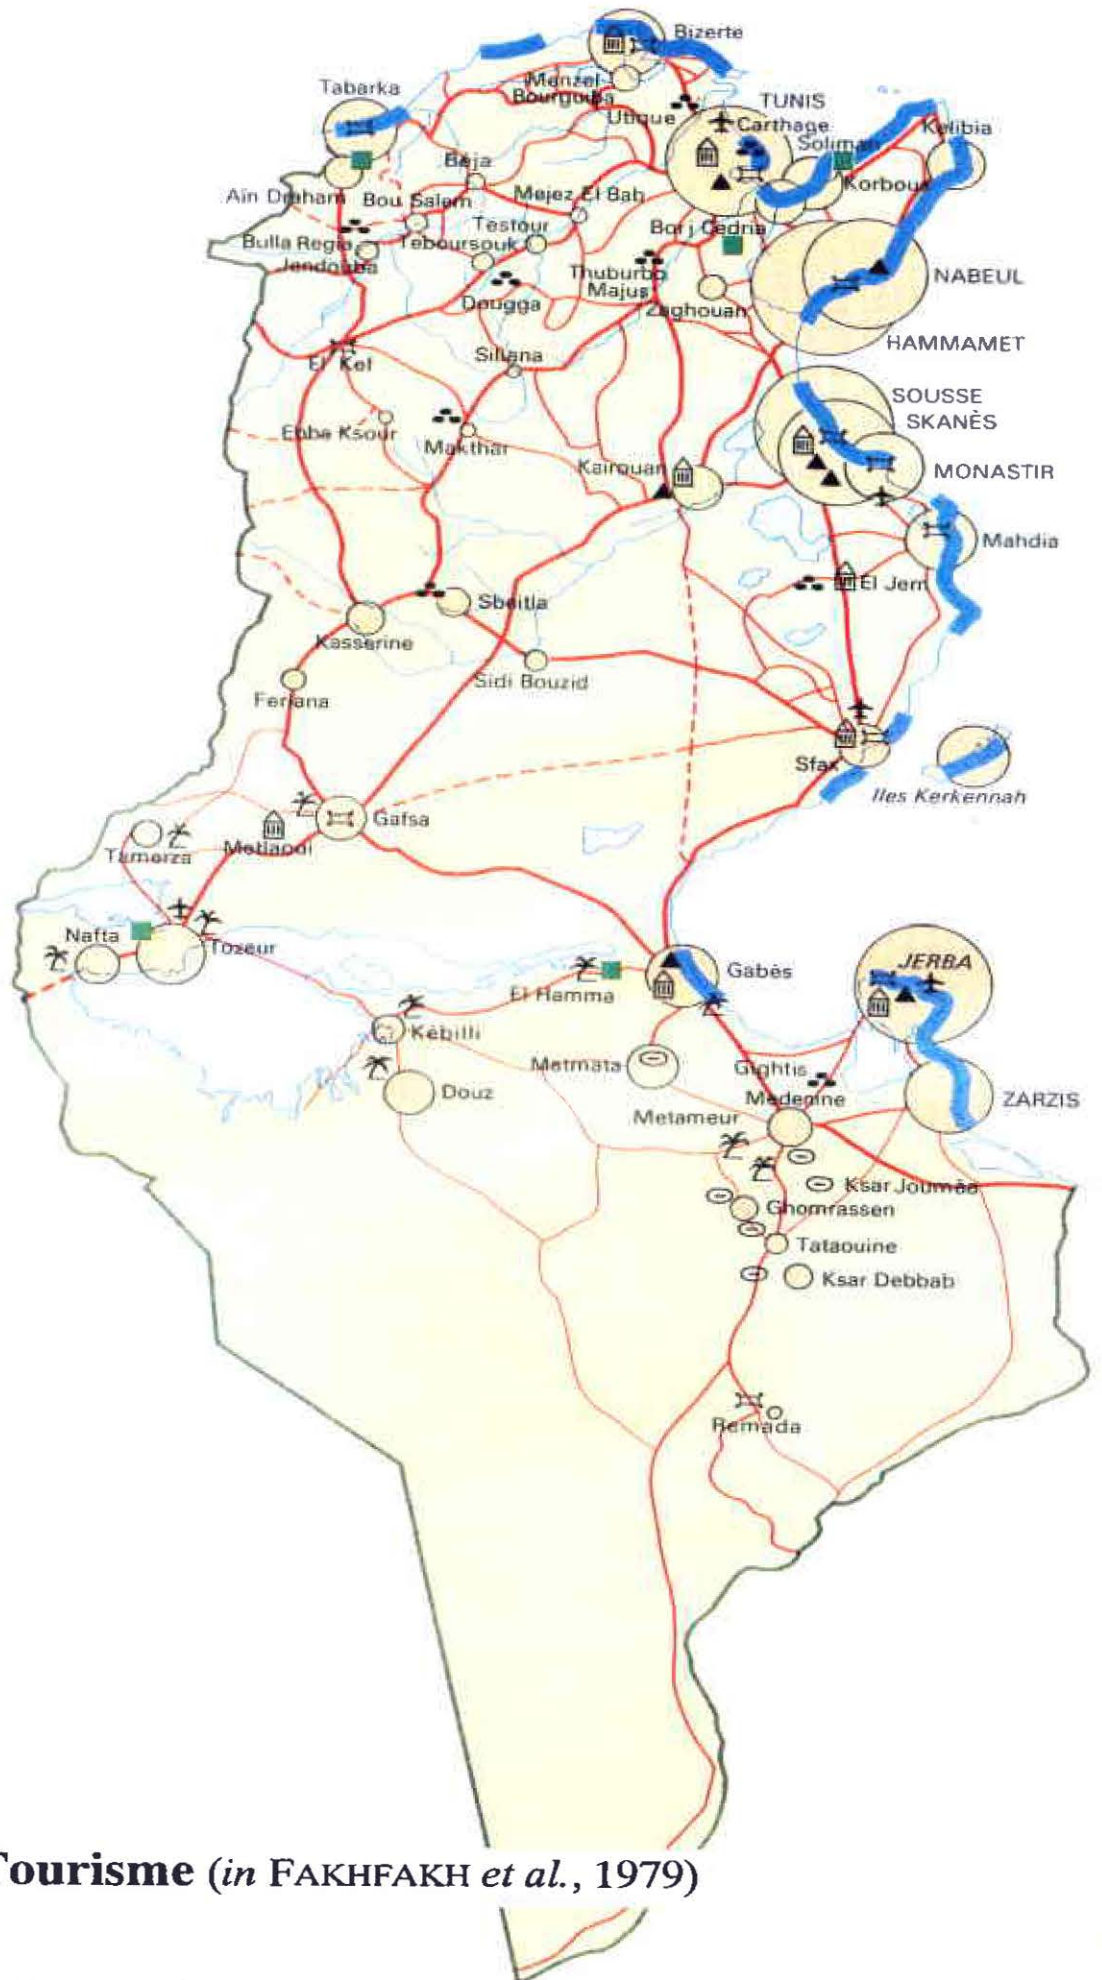 Bizerte
Menzel
Bourguiba
Tabarka
TUNIS
Utique
Carthage
Kelibia
Soliman
Béja
Korbous
Aïn Draham
Bou Salem
Mejez El Bab
Testour
Borj Cedria
Bulla Regia
Teboursouk
Jendouba
Thuburbo
Majus
NABEUL
Dougga
Zaghouan
HAMMAMET
El Kef
Siliana
SOUSSE
SKANÈS
Ebba Ksour
Makthar
Kairouan
MONASTIR
Mahdia
El Jem
Sbeitla
Kasserine
Sidi Bouzid
Feriana
Sfax
Iles Kerkennah
Gafsa
Tamerza
Metlaoui
Nafta
Tozeur
JERBA
Gabès
El Hamma
Kébilli
Metmata
Gightis
Douz
Medenine
ZARZIS
Metameur
Ksar Joumâa
Ghomrassen
Tataouine
Ksar Debbab
Remada
Tourisme (in FAKHFAKH et al., 1979)